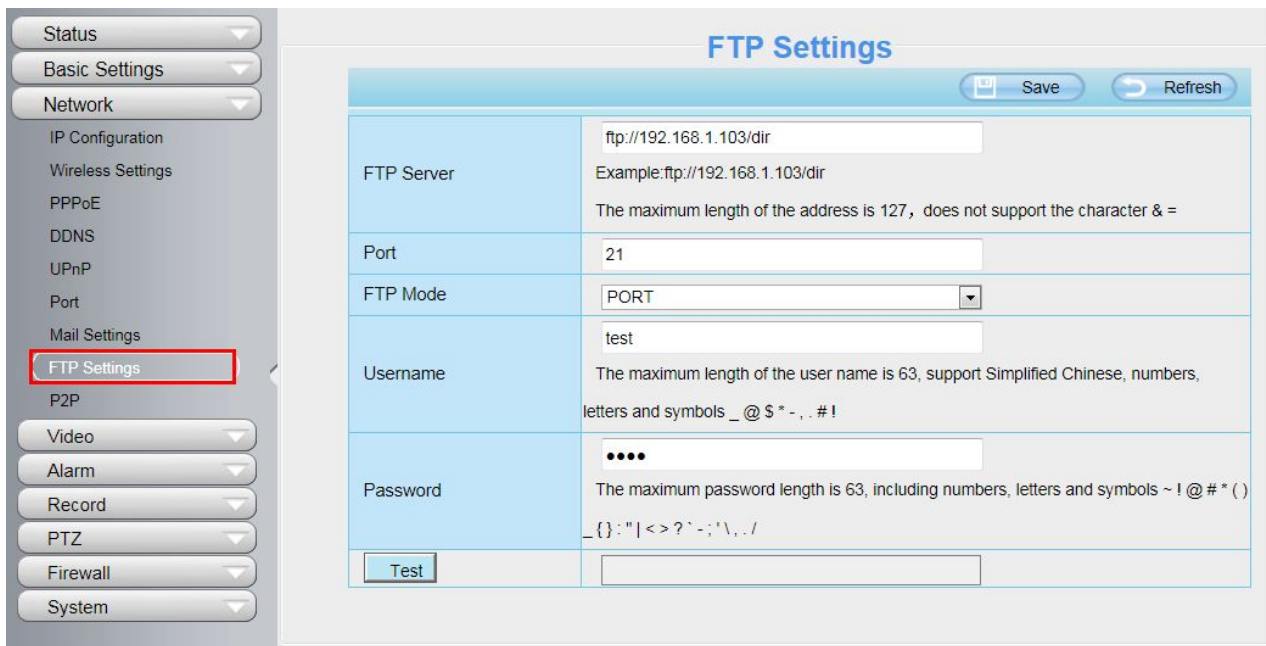 Status
Basic Settings
Network
IP Configuration
Wireless Settings
PPPoE
DDNS
UPnP
Port
Mail Settings
FTP Settings
P2P
Video
Alarm
Record
PTZ
Firewall
System
FTP Settings
Save
Refresh
FTP Server
ftp://192.168.1.103/dir
Example:ftp://192.168.1.103/dir
The maximum length of the address is 127，does not support the character & =
Port
21
FTP Mode
PORT
Username
test
The maximum length of the user name is 63, support Simplified Chinese, numbers,
letters and symbols _ @ $ * - , . # !
Password
••••
The maximum password length is 63, including numbers, letters and symbols ~ ! @ # * ( )
_ { } : " | < > ? ` - ; ' \ , . /
Test